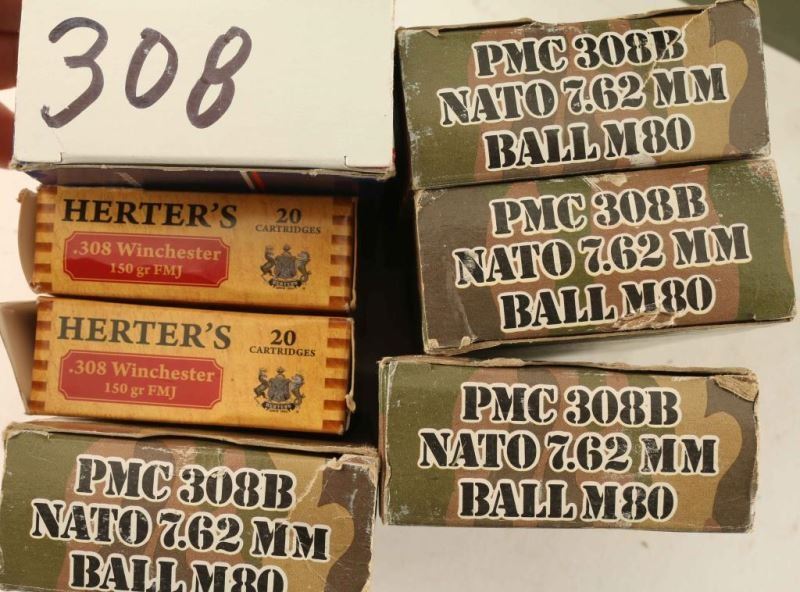 308
PMC 308B
NATO 7.62 MM
BALL M80
HERTER'S
20
CARTRIDGES
.308 Winchester
150 gr FMJ
PMC 308B
NATO 7.62 MM
BALL M80
HERTER'S
20
CARTRIDGES
.308 Winchester
150 gr FMJ
PMC 308B
NATO 7.62 MM
BALL M80
PMC 308B
NATO 7.62 MM
BALL M80